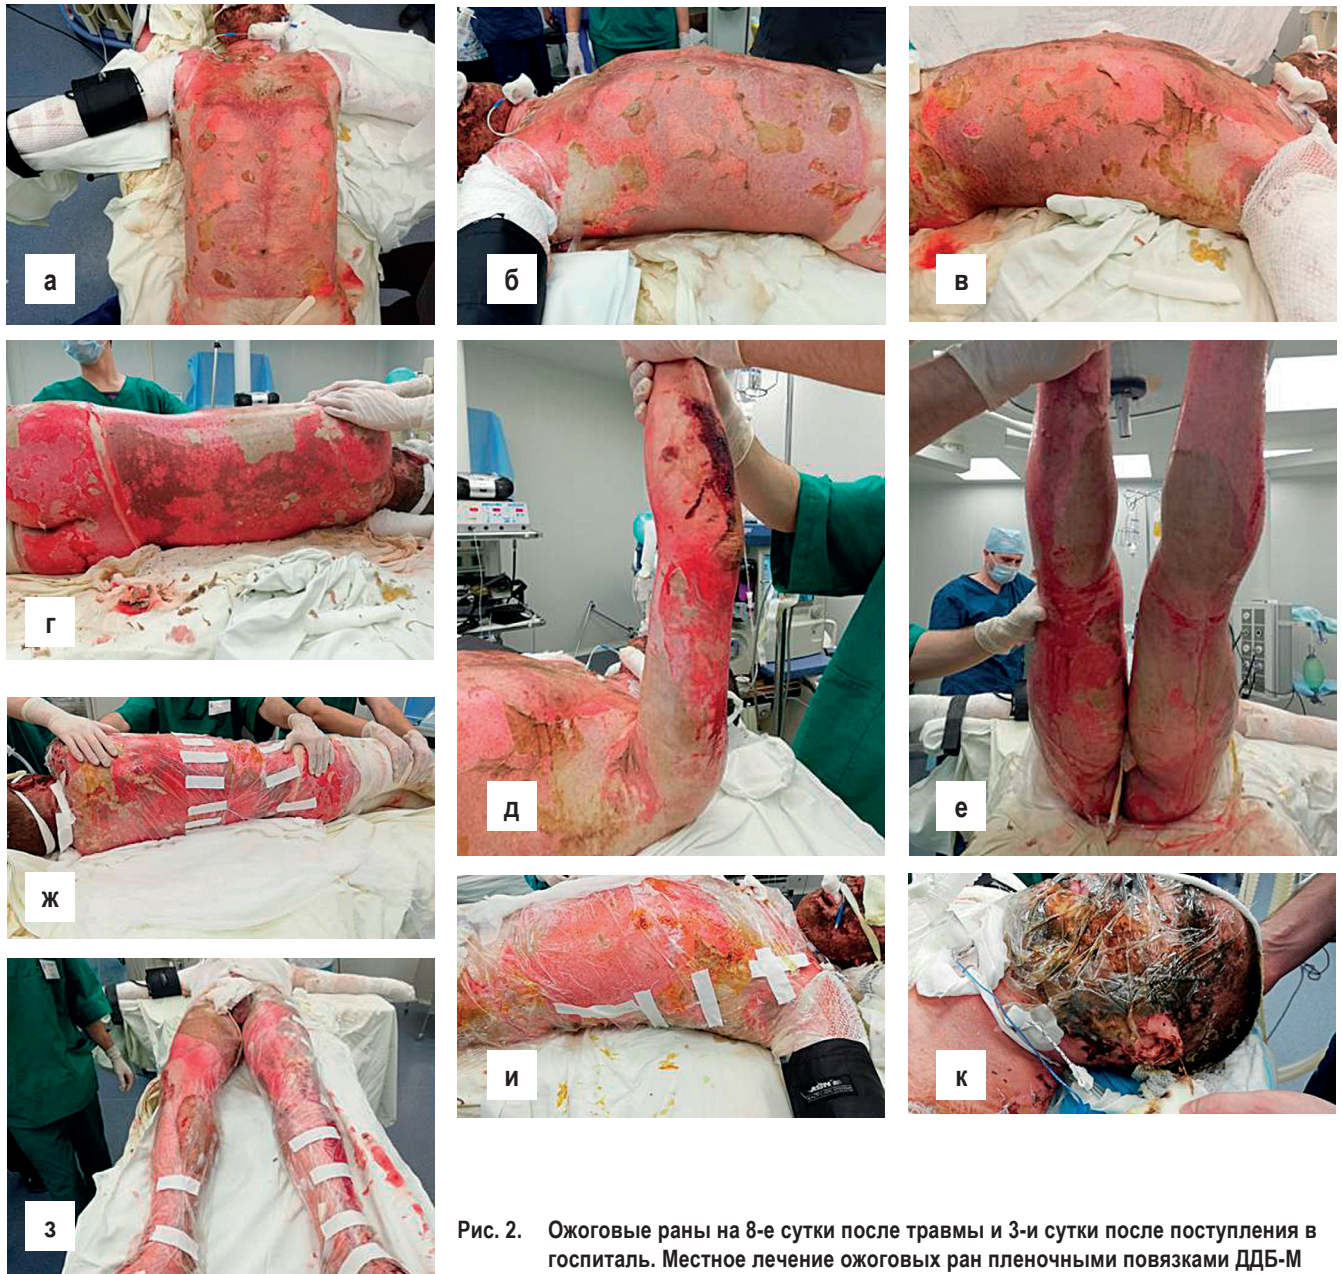 а
б
в
г
д
е
ж
з
и
к
Рис. 2. Ожоговые раны на 8-е сутки после травмы и 3-и сутки после поступления в
госпиталь. Местное лечение ожоговых ран пленочными повязками ДДБ-М